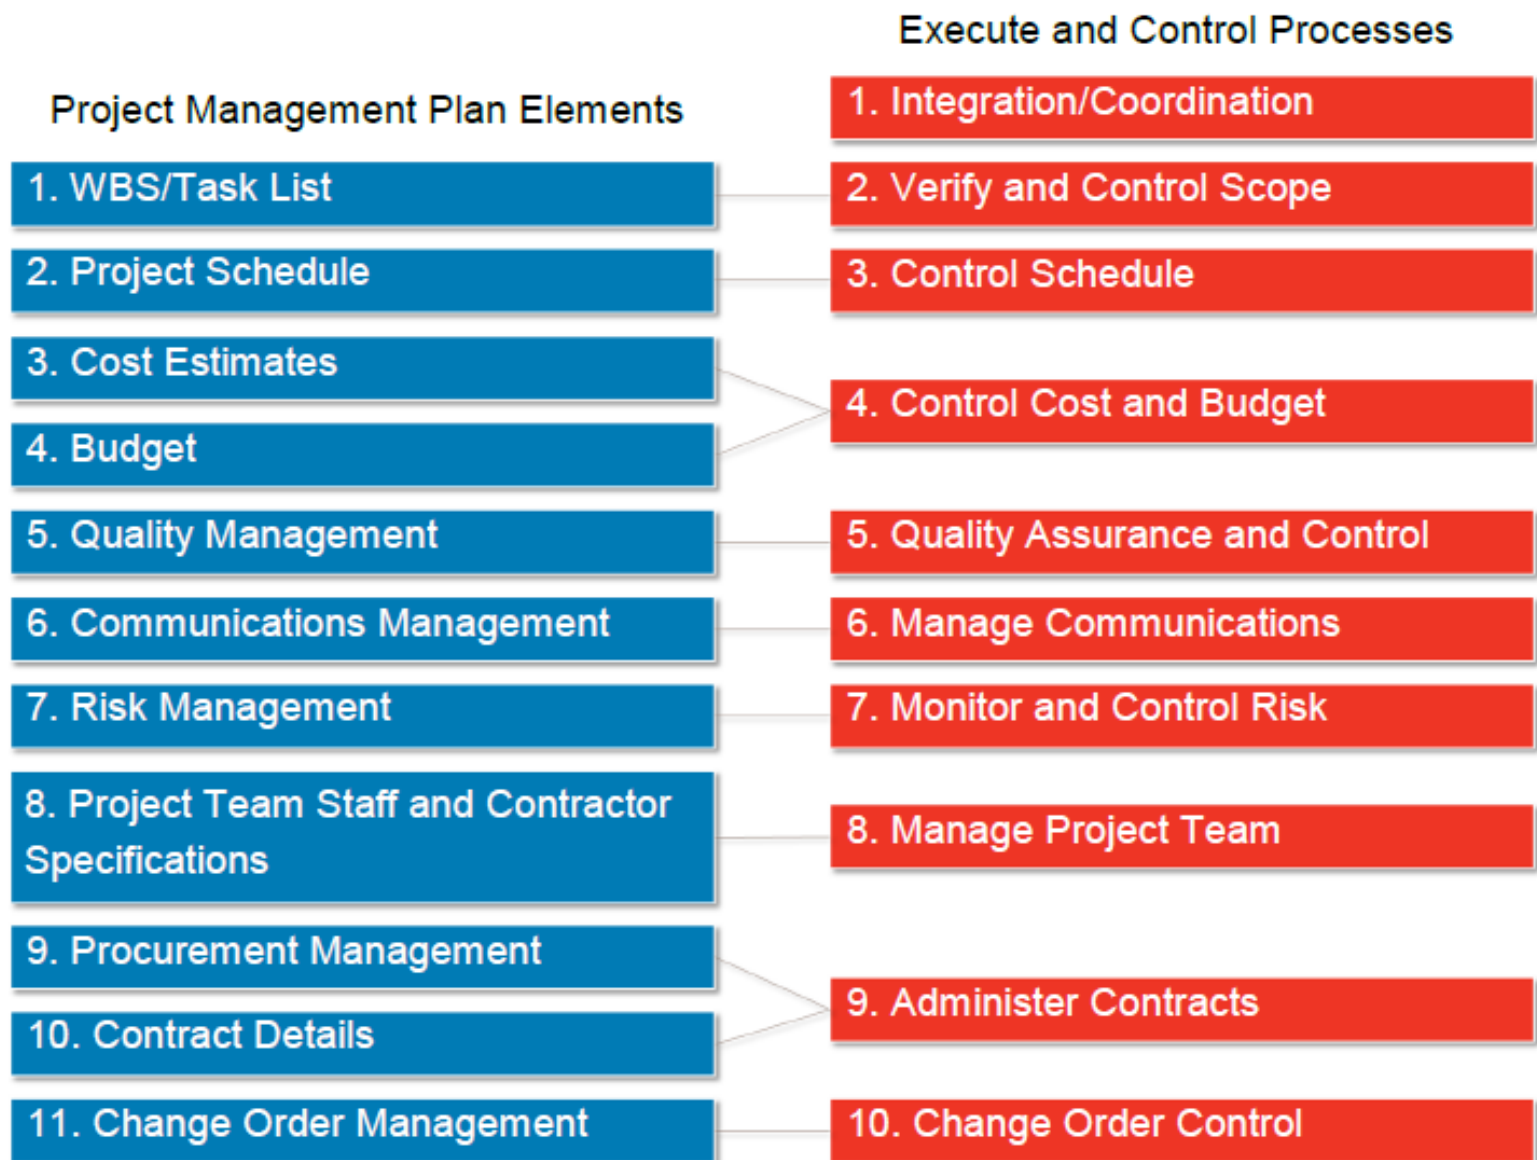 Project Management Plan Elements
1. WBS/Task List
2. Project Schedule
3. Cost Estimates
4. Budget
5. Quality Management
6. Communications Management
7. Risk Management
8. Project Team Staff and Contractor
Specifications
9. Procurement Management
10. Contract Details
11. Change Order Management
Execute and Control Processes
1. Integration/Coordination
2. Verify and Control Scope
3. Control Schedule
4. Control Cost and Budget
5. Quality Assurance and Control
6. Manage Communications
7. Monitor and Control Risk
8. Manage Project Team
9. Administer Contracts
10. Change Order Control